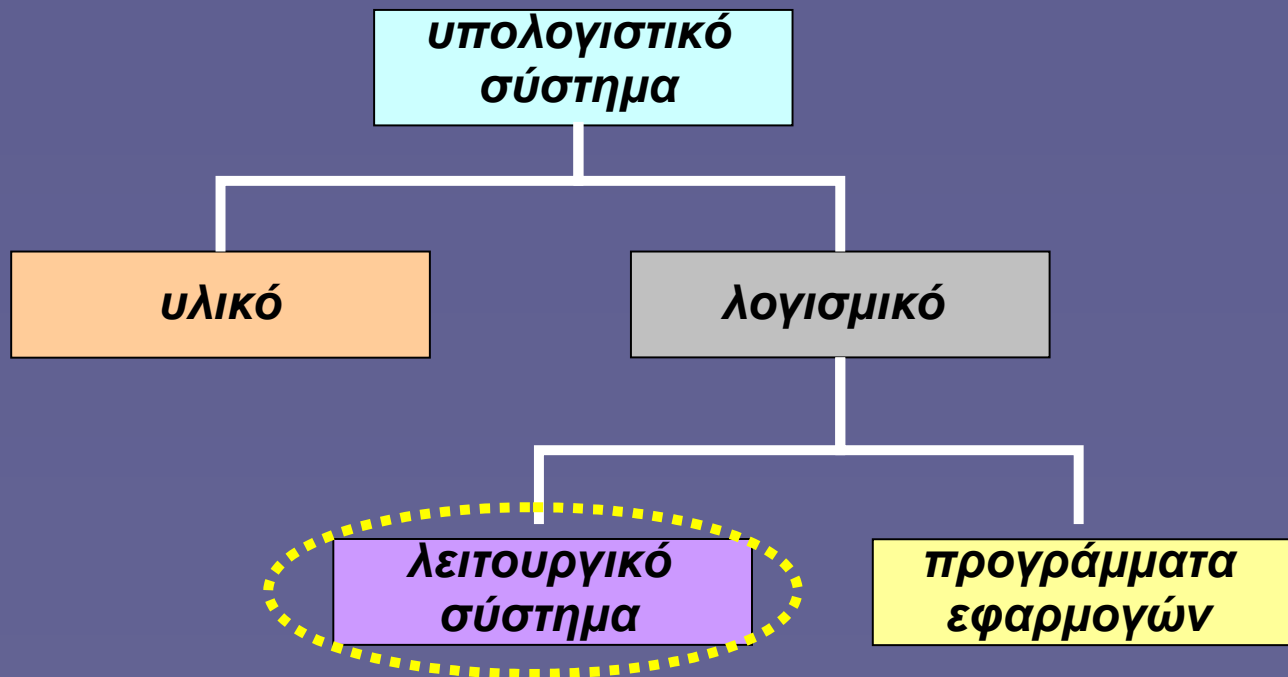 υπολογιστικό
σύστημα
υλικό
λογισμικό
λειτουργικό
σύστημα
προγράμματα
εφαρμογών